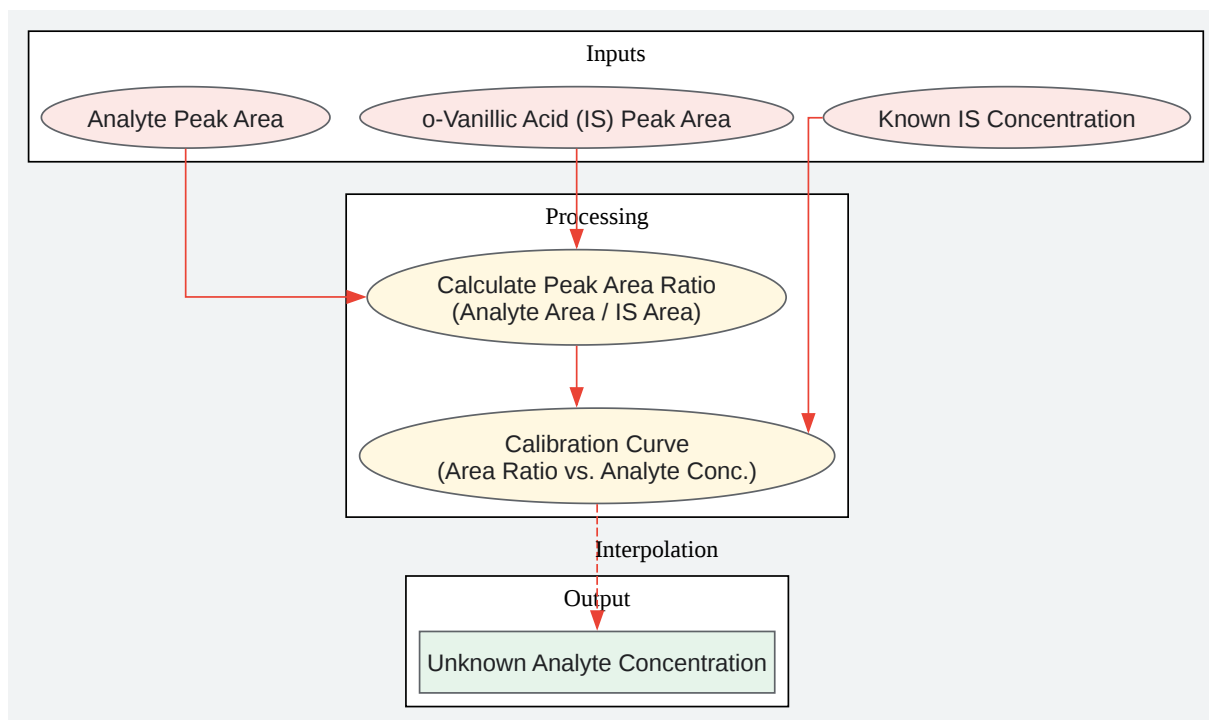 Inputs
Analyte Peak Area
o-Vanillic Acid (IS) Peak Area
Known IS Concentration
Processing
Calculate Peak Area Ratio
(Analyte Area / IS Area)
Calibration Curve
(Area Ratio vs. Analyte Conc.)
Interpolation
Output
Unknown Analyte Concentration